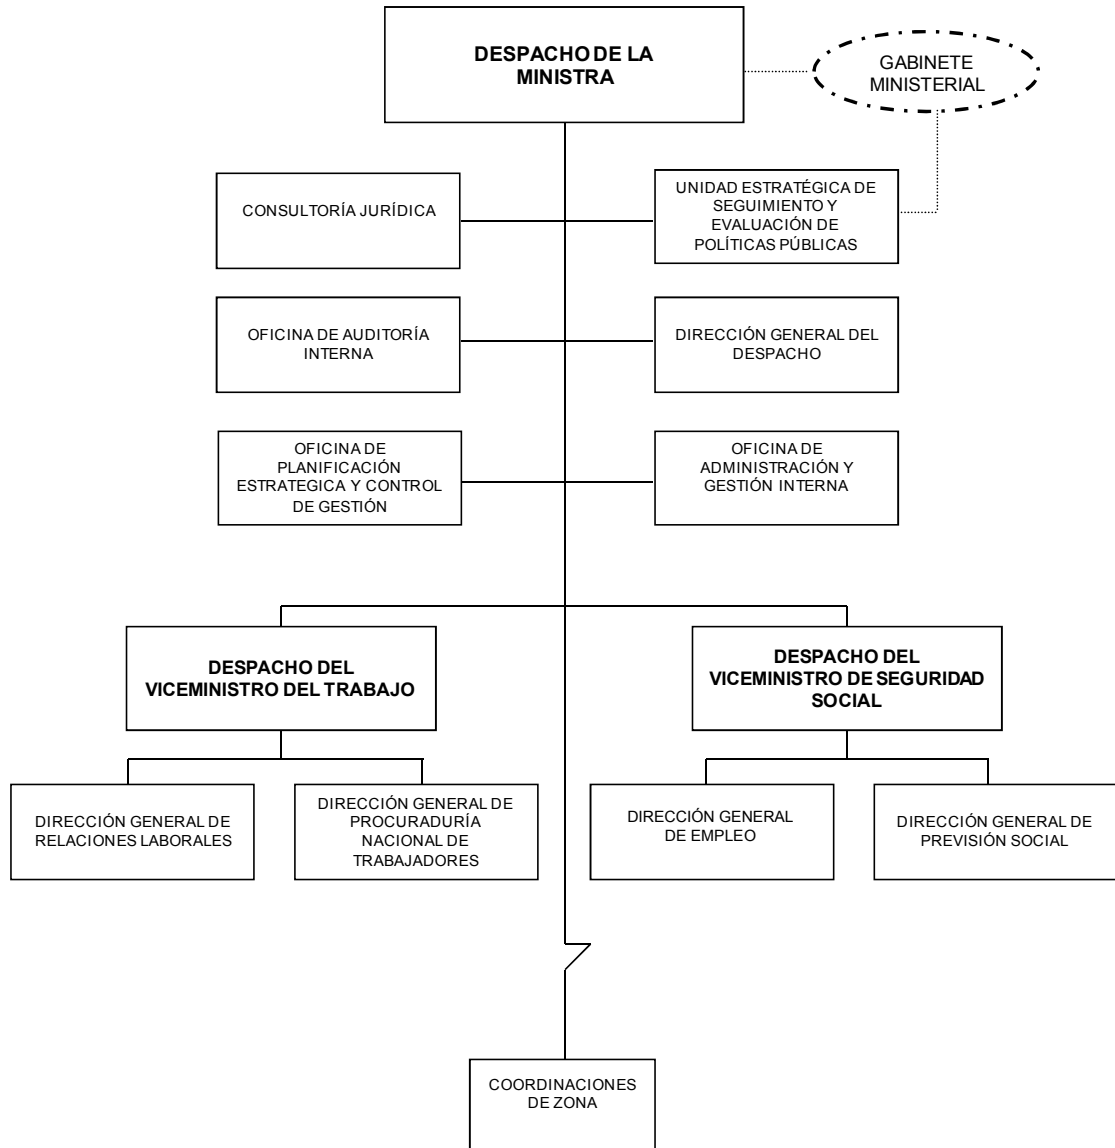 DESPACHO DE LA
MINISTRA
GABINETE
MINISTERIAL
CONSULTORÍA JURÍDICA
UNIDAD ESTRATÉGICA DE
SEGUIMIENTO Y
EVALUACIÓN DE
POLÍTICAS PÚBLICAS
OFICINA DE AUDITORÍA
INTERNA
DIRECCIÓN GENERAL DEL
DESPACHO
OFICINA DE
PLANIFICACIÓN
ESTRATEGICA Y CONTROL
DE GESTIÓN
OFICINA DE
ADMINISTRACIÓN Y
GESTIÓN INTERNA
DESPACHO DEL
VICEMINISTRO DEL TRABAJO
DESPACHO DEL
VICEMINISTRO DE SEGURIDAD
SOCIAL
DIRECCIÓN GENERAL DE
RELACIONES LABORALES
DIRECCIÓN GENERAL DE
PROCURADURÍA
NACIONAL DE
TRABAJADORES
DIRECCIÓN GENERAL
DE EMPLEO
DIRECCIÓN GENERAL DE
PREVISIÓN SOCIAL
COORDINACIONES
DE ZONA